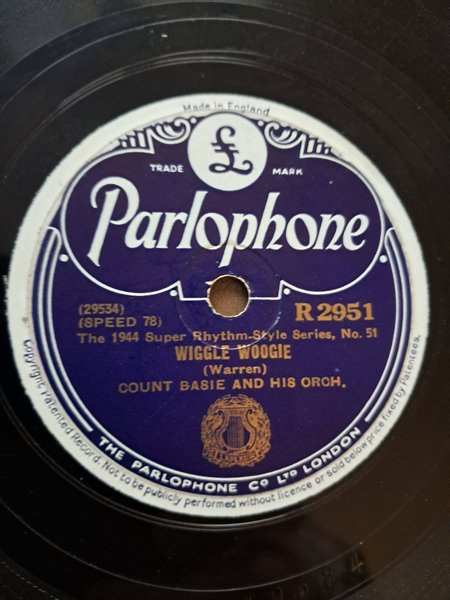 Made in England
£
TRADE MARK
Parlophone
(29534)
(SPEED 78)
R 2951
The 1944 Super Rhythm-Style Series, No. 51
WIGGLE WOOGIE
(Warren)
COUNT BASIE AND HIS ORCH.
THE PARLOPHONE CO LTD LONDON
Copyright Patented Record. Not to be publicly performed without licence or sold below price fixed by Patentees.